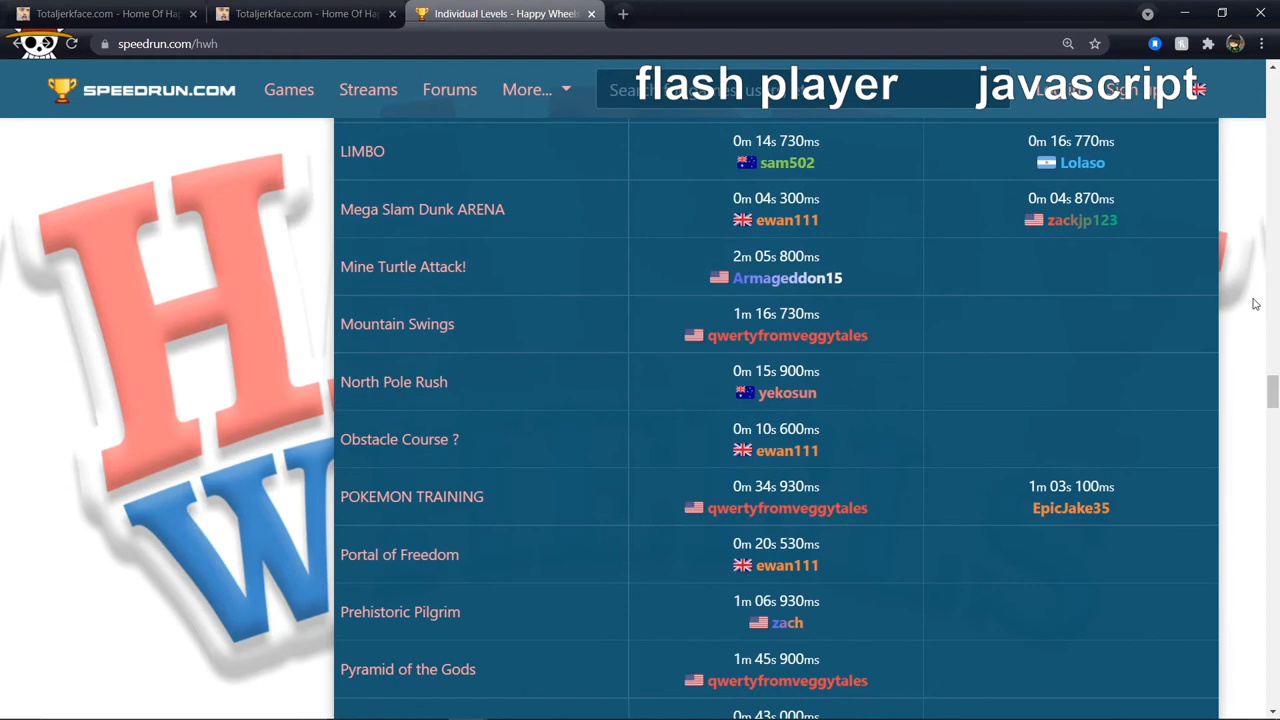 Totaljerkface.com - Home Of Ha
Totaljerkface.com - Home Of Ha
Individual Levels - Happy Wheels
speedrun.com/hwh
SPEEDRUN.COM
Games
Streams
Forums
More...
flash player
javascript
LIMBO
0m 14s 730ms
sam502
0m 16s 770ms
Lolaso
Mega Slam Dunk ARENA
0m 04s 300ms
ewan111
0m 04s 870ms
zackjp123
Mine Turtle Attack!
2m 05s 800ms
Armageddon15
Mountain Swings
1m 16s 730ms
qwertyfromveggytales
North Pole Rush
0m 15s 900ms
yekosun
Obstacle Course ?
0m 10s 600ms
ewan111
POKEMON TRAINING
0m 34s 930ms
qwertyfromveggytales
1m 03s 100ms
EpicJake35
Portal of Freedom
0m 20s 530ms
ewan111
Prehistoric Pilgrim
1m 06s 930ms
zach
Pyramid of the Gods
1m 45s 900ms
qwertyfromveggytales
0m 43s 000ms
H
W